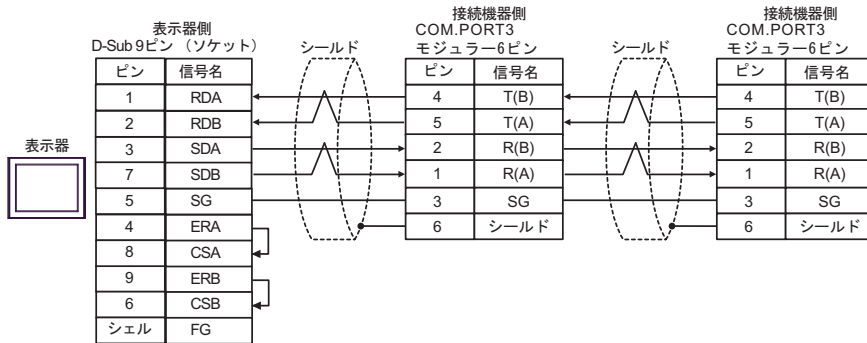 表示器側
D-Sub 9ピン （ソケット）
ピン 信号名
1 RDA
2 RDB
3 SDA
7 SDB
5 SG
4 ERA
8 CSA
9 ERB
6 CSB
シェル FG
表示器
シールド
接続機器側
COM.PORT3
モジュラー6ピン
ピン 信号名
4 T(B)
5 T(A)
2 R(B)
1 R(A)
3 SG
6 シールド
シールド
接続機器側
COM.PORT3
モジュラー6ピン
ピン 信号名
4 T(B)
5 T(A)
2 R(B)
1 R(A)
3 SG
6 シールド